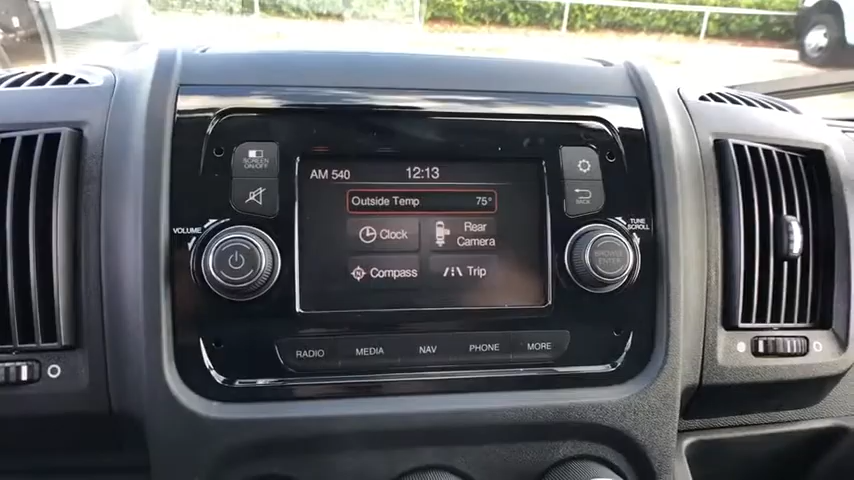 SCREEN
ON/OFF
AM 540
12:13
Outside Temp 75°
BACK
VOLUME
TUNE
SCROLL
Clock
Rear
Camera
BROWSE
ENTER
Compass
Trip
RADIO MEDIA NAV PHONE MORE